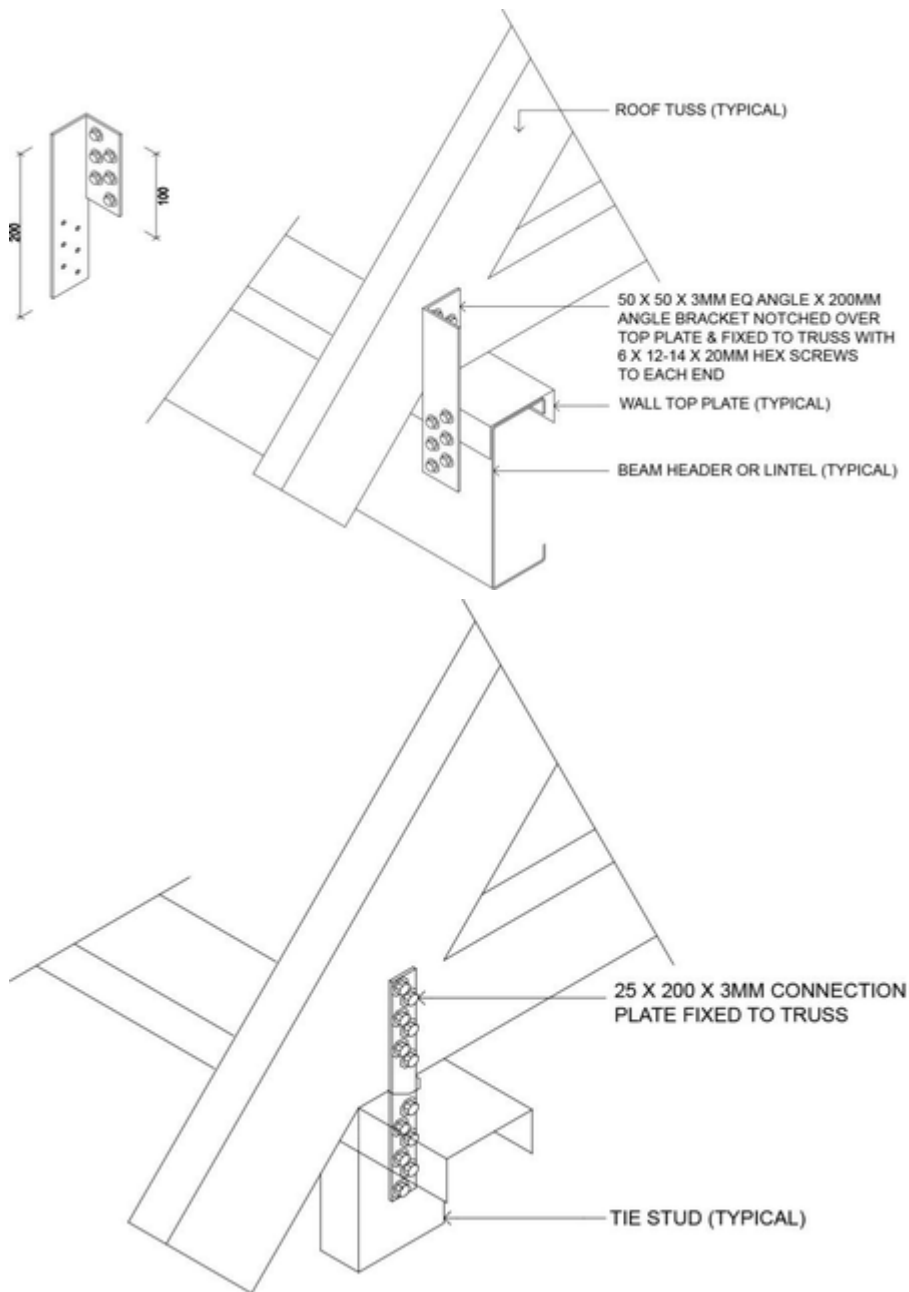 200
100
ROOF TUSS (TYPICAL)
50 X 50 X 3MM EQ ANGLE X 200MM
ANGLE BRACKET NOTCHED OVER
TOP PLATE & FIXED TO TRUSS WITH
6 X 12-14 X 20MM HEX SCREWS
TO EACH END
WALL TOP PLATE (TYPICAL)
BEAM HEADER OR LINTEL (TYPICAL)
25 X 200 X 3MM CONNECTION
PLATE FIXED TO TRUSS
TIE STUD (TYPICAL)